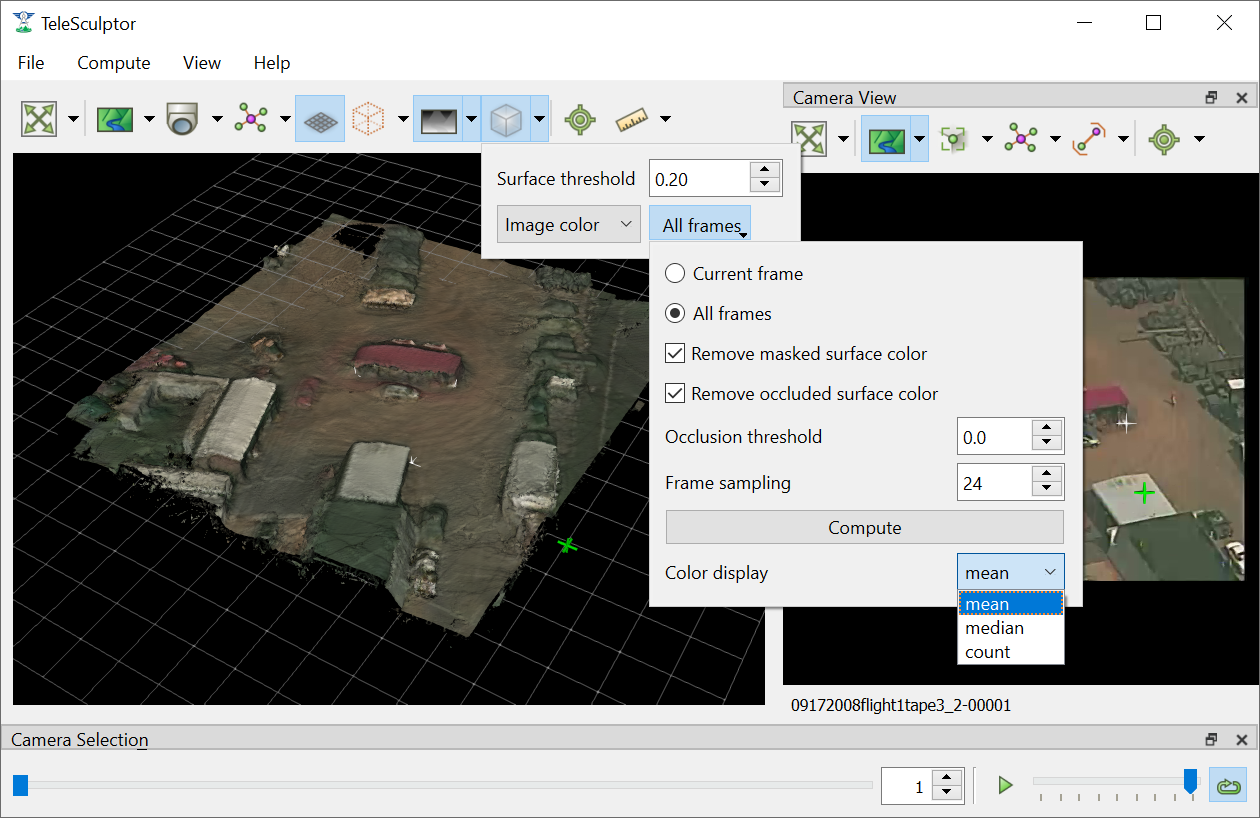 TeleSculptor
File Compute View Help
Camera View
Surface threshold 0.20
Image color All frames
Current frame
All frames
Remove masked surface color
Remove occluded surface color
Occlusion threshold 0.0
Frame sampling 24
Compute
Color display mean
mean
median
count
09172008flight1tape3_2-00001
Camera Selection
1